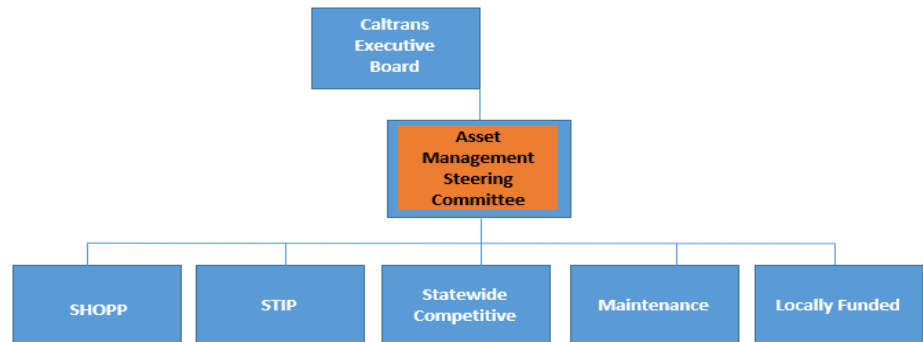 Caltrans
Executive
Board
Asset
Management
Steering
Committee
SHOPP
STIP
Statewide
Competitive
Maintenance
Locally Funded